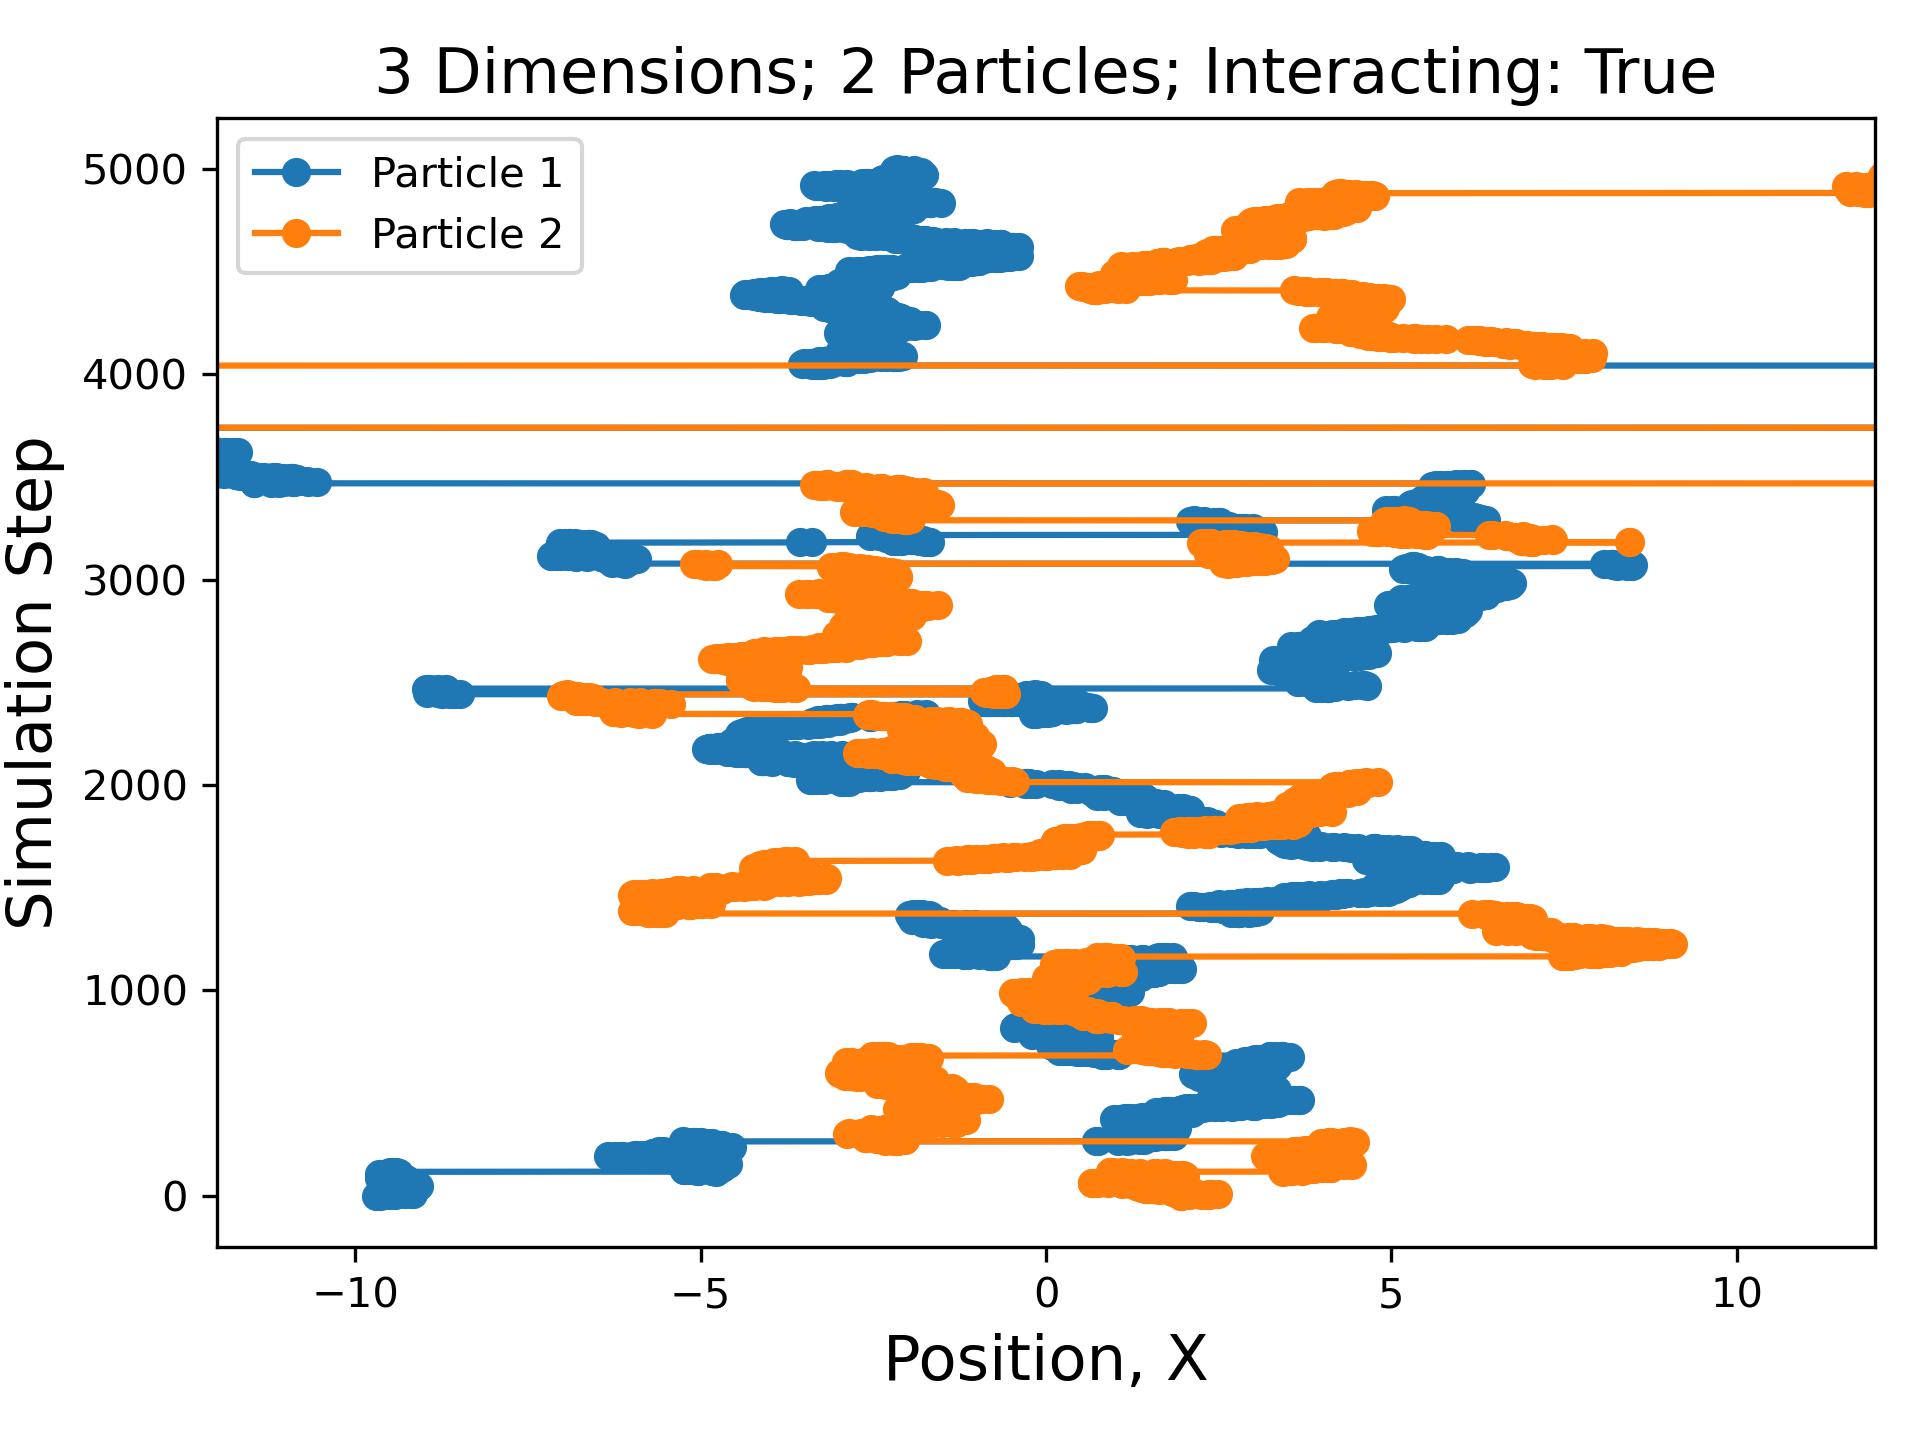 3 Dimensions; 2 Particles; Interacting: True
Particle 1
Particle 2
5000
4000
3000
2000
1000
0
Simulation Step
−10
−5
0
5
10
Position, X